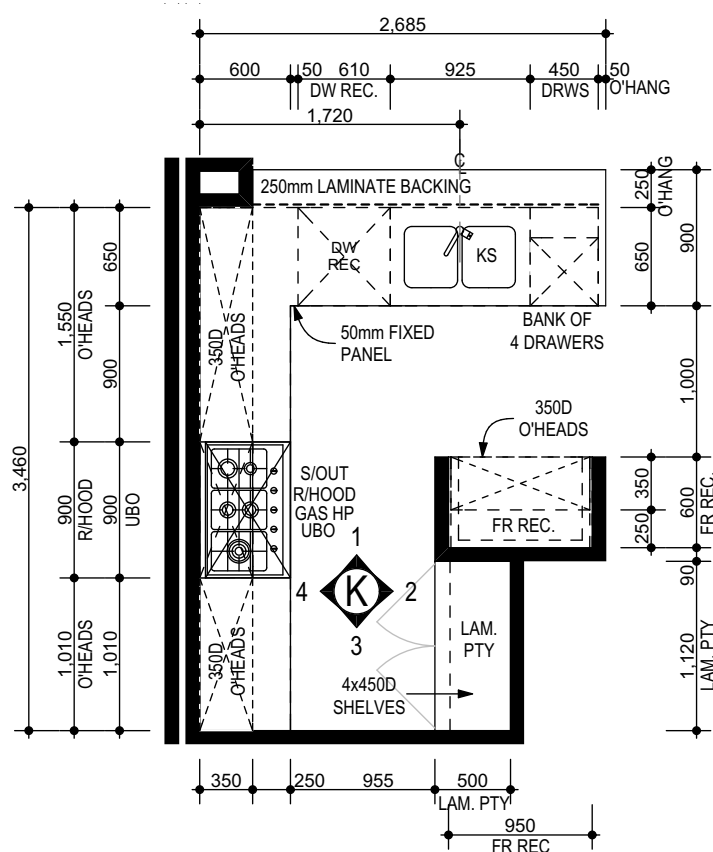 2,685
600
50
610
925
450
50
DW REC.
DRWS
O'HANG
1,720
C
L
250mm LAMINATE BACKING
250
O'HANG
650
900
DW
REC
KS
650
1,550
O'HEADS
350D
O'HEADS
50mm FIXED
PANEL
BANK OF
4 DRAWERS
900
1,000
350D
O'HEADS
3,460
900
R/HOOD
900
UBO
S/OUT
R/HOOD
GAS HP
UBO
FR REC.
350
250
600
FR REC.
1
4
K
2
3
90
350D
O'HEADS
LAM.
PTY
1,010
O'HEADS
1,010
4x450D
SHELVES
1,120
LAM. PTY
350
250
955
500
LAM. PTY
950
FR REC